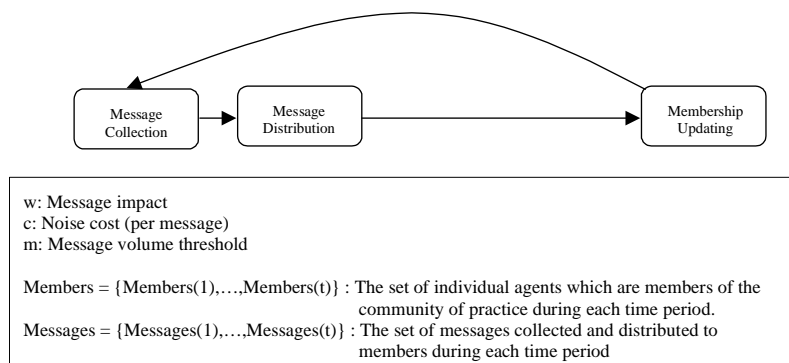 Message
Collection
Message
Distribution
Membership
Updating
w: Message impact
c: Noise cost (per message)
m: Message volume threshold
Members = {Members(1),…,Members(t)} : The set of individual agents which are members of the
community of practice during each time period.
Messages = {Messages(1),…,Messages(t)} : The set of messages collected and distributed to
members during each time period